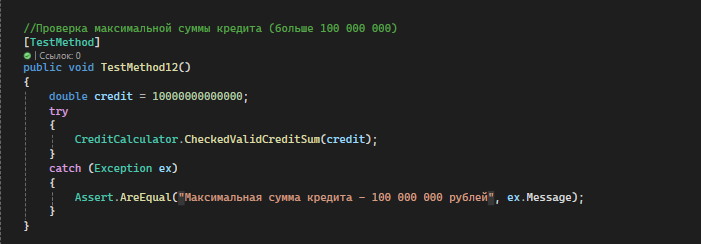 //Проверка максимальной суммы кредита (больше 100 000 000)
[TestMethod]
| Ссылок: 0
public void TestMethod12()
{
double credit = 10000000000000;
try
{
CreditCalculator.CheckedValidCreditSum(credit);
}
catch (Exception ex)
{
Assert.AreEqual("Максимальная сумма кредита – 100 000 000 рублей", ex.Message);
}
}